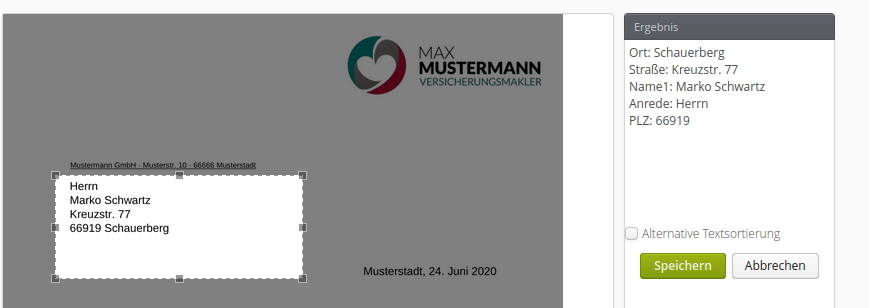 MAX
MUSTERMANN
VERSICHERUNGSMAKLER
Mustermann GmbH - Musterstr. 10 - 66666 Musterstadt
Herrn
Marko Schwartz
Kreuzstr. 77
66919 Schauerberg
Musterstadt, 24. Juni 2020
Ergebnis
Ort: Schauerberg
Straße: Kreuzstr. 77
Name1: Marko Schwartz
Anrede: Herrn
PLZ: 66919
Alternative Textsortierung
Speichern
Abbrechen